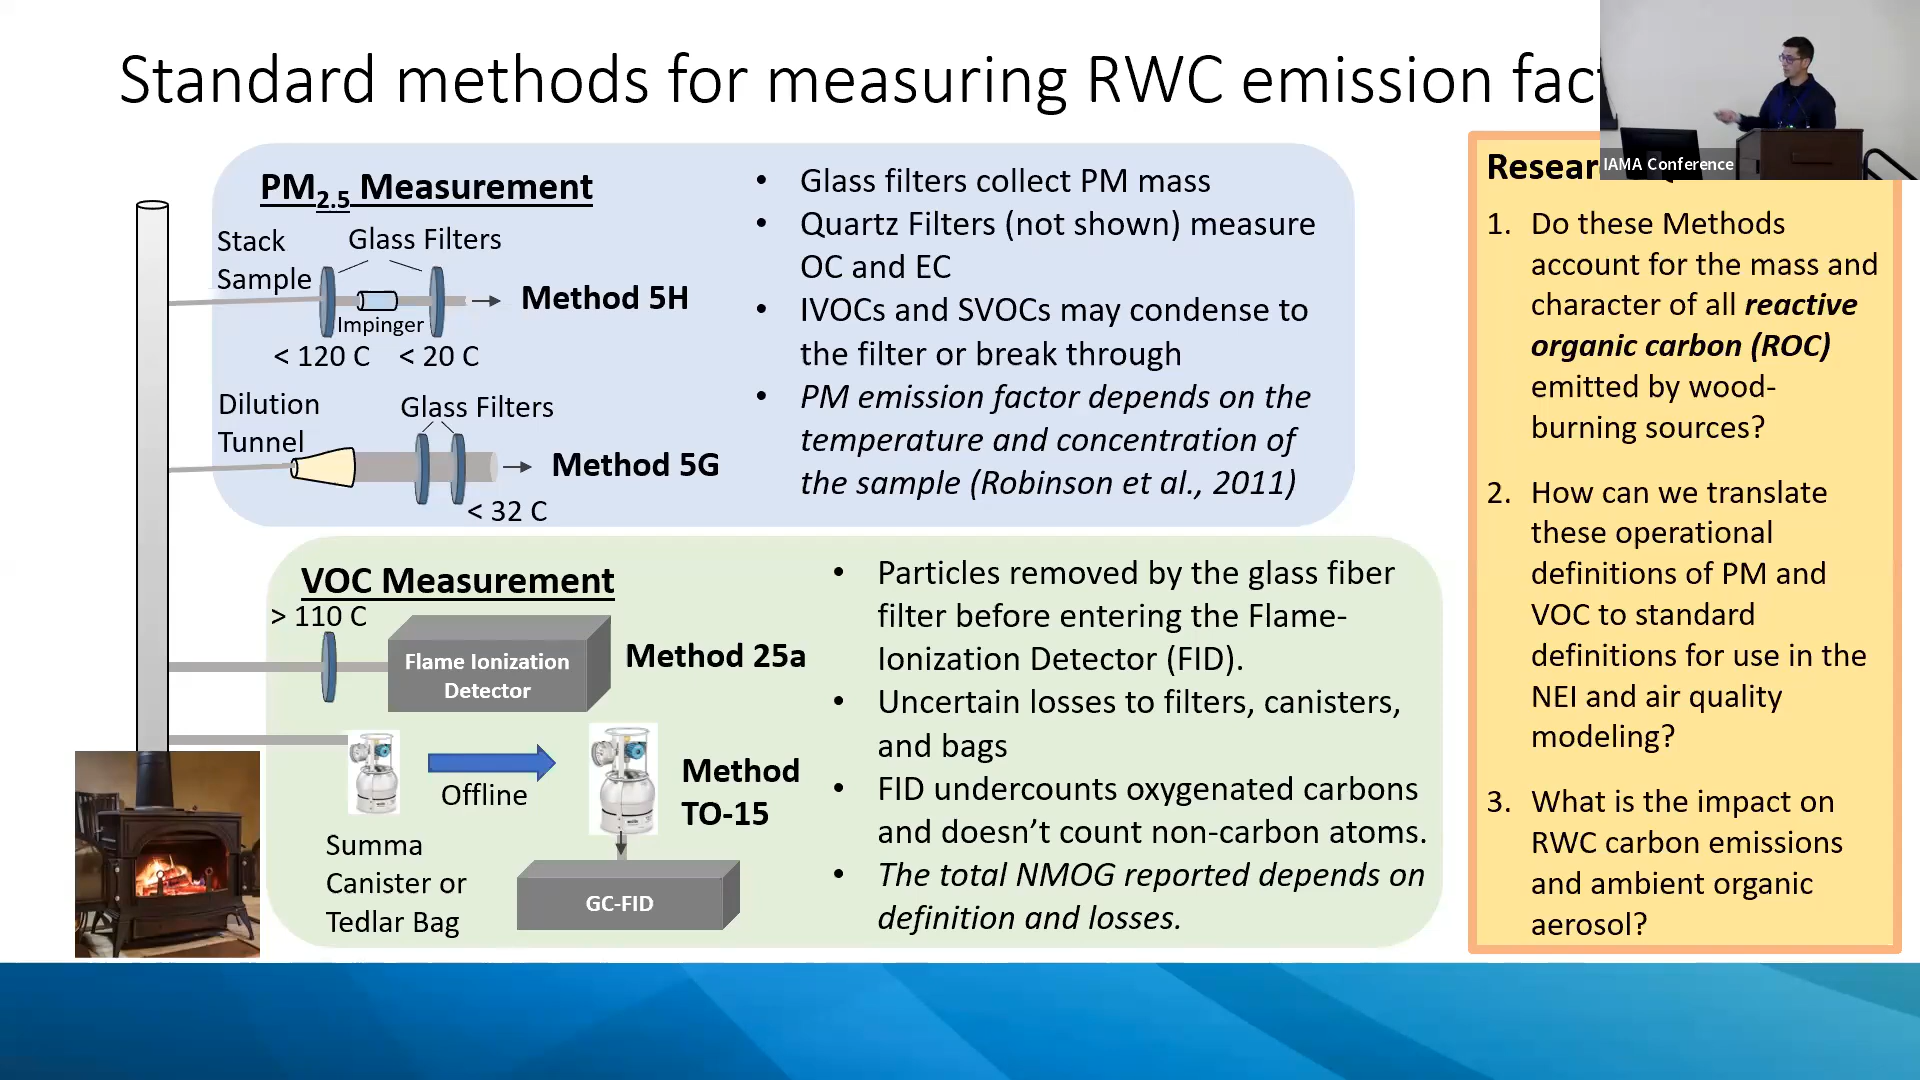 Standard methods for measuring RWC emission fac
IAMA Conference
PM2.5 Measurement
Stack
Sample
Glass Filters
Impinger
Method 5H
< 120 C
< 20 C
Dilution
Tunnel
Glass Filters
Method 5G
< 32 C
• Glass filters collect PM mass
• Quartz Filters (not shown) measure
OC and EC
• IVOCs and SVOCs may condense to
the filter or break through
• PM emission factor depends on the
temperature and concentration of
the sample (Robinson et al., 2011)
VOC Measurement
> 110 C
Flame Ionization
Detector
Method 25a
Offline
Method
TO-15
Summa
Canister or
Tedlar Bag
GC-FID
• Particles removed by the glass fiber
filter before entering the Flame-
Ionization Detector (FID).
• Uncertain losses to filters, canisters,
and bags
• FID undercounts oxygenated carbons
and doesn't count non-carbon atoms.
• The total NMOG reported depends on
definition and losses.
Resear
1. Do these Methods
account for the mass and
character of all reactive
organic carbon (ROC)
emitted by wood-
burning sources?
2. How can we translate
these operational
definitions of PM and
VOC to standard
definitions for use in the
NEI and air quality
modeling?
3. What is the impact on
RWC carbon emissions
and ambient organic
aerosol?